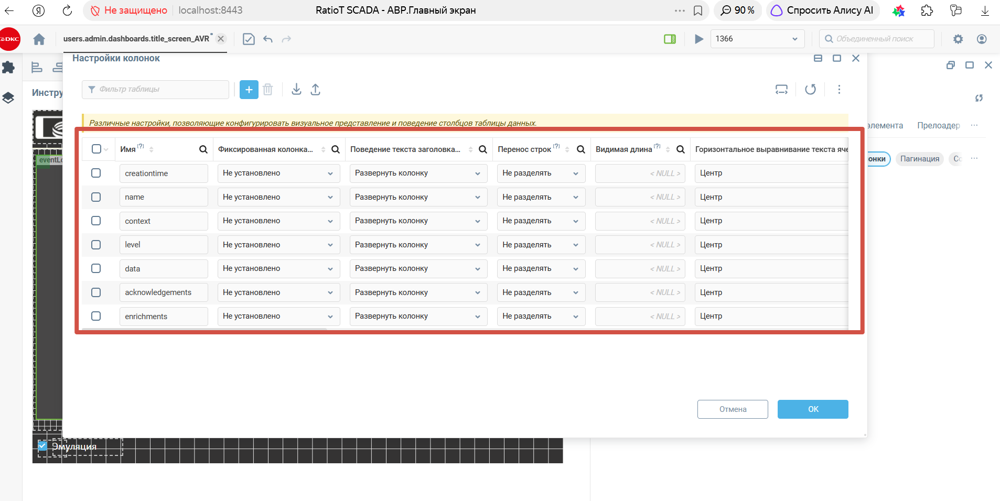 Не защищено localhost:8443 RatioT SCADA - АВР.Главный экран 90 % Спросить Алису AI
DKC users.admin.dashboards.title_screen_AVR 1366 Объединенный поиск
Настройки колонок
Фильтр таблицы
Инстру
элемента Прелоадер
Различные настройки, позволяющие конфигурировать визуальное представление и поведение столбцов таблицы данных.
Имя [?] Фиксированная колонка... Поведение текста заголовка... Перенос строк [?] Видимая длина [?] Горизонтальное выравнивание текста яче
eventLo онки Пагинация Со
creationtime Не установлено Развернуть колонку Не разделять < NULL > Центр
name Не установлено Развернуть колонку Не разделять < NULL > Центр
context Не установлено Развернуть колонку Не разделять < NULL > Центр
level Не установлено Развернуть колонку Не разделять < NULL > Центр
data Не установлено Развернуть колонку Не разделять < NULL > Центр
acknowledgements Не установлено Развернуть колонку Не разделять < NULL > Центр
enrichments Не установлено Развернуть колонку Не разделять < NULL > Центр
Отмена OK
Эмуляция